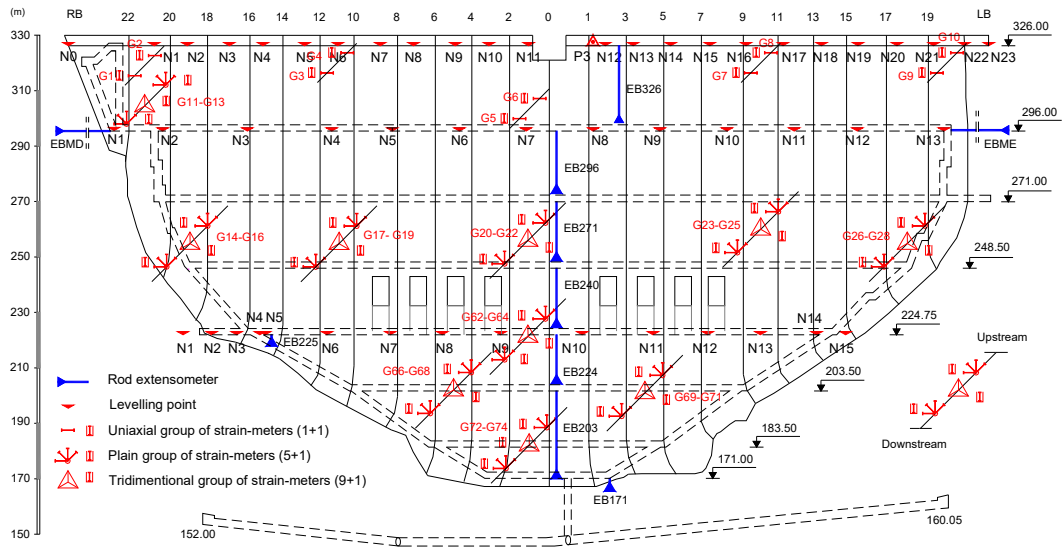 (m)
RB 22 20 18 16 14 12 10 8 6 4 2 0 1 3 5 7 9 11 13 15 17 19 LB
330
326.00
G2
G4
G8
G10
N0 N1 N2 N3 N4 N5 N6 N7 N8 N9 N10 N11 P3 N12 N13 N14 N15 N16 N17 N18 N19 N20 N21 N22 N23
G1
G3
G7
G9
310
G11-G13
G6
EB326
G5
296.00
290
EBMD
N1 N2 N3 N4 N5 N6 N7 N8 N9 N10 N11 N12 N13
EBME
EB296
271.00
270
G14-G16
G17- G19
G20-G22
EB271
G23-G25
G26-G28
250
248.50
EB240
230
G62-G64
224.75
N4 N5
N14
N1 N2 N3
EB225
N6 N7 N8 N9 N10 N11 N12 N13 N15
Upstream
210
G66-G68
EB224
G69-G71
203.50
Rod extensometer
Levelling point
190
G72-G74
EB203
183.50
Uniaxial group of strain-meters (1+1)
Downstream
Plain group of strain-meters (5+1)
170
171.00
Tridimentional group of strain-meters (9+1)
EB171
150
152.00
160.05